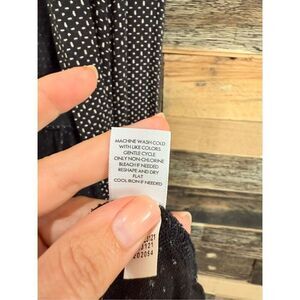 MACHINE WASH COLD
WITH LIKE COLORS
GENTLE CYCLE
ONLY NON-CHLORINE
BLEACH IF NEEDED
RESHAPE AND DRY
FLAT
COOL IRON IF NEEDED
202054